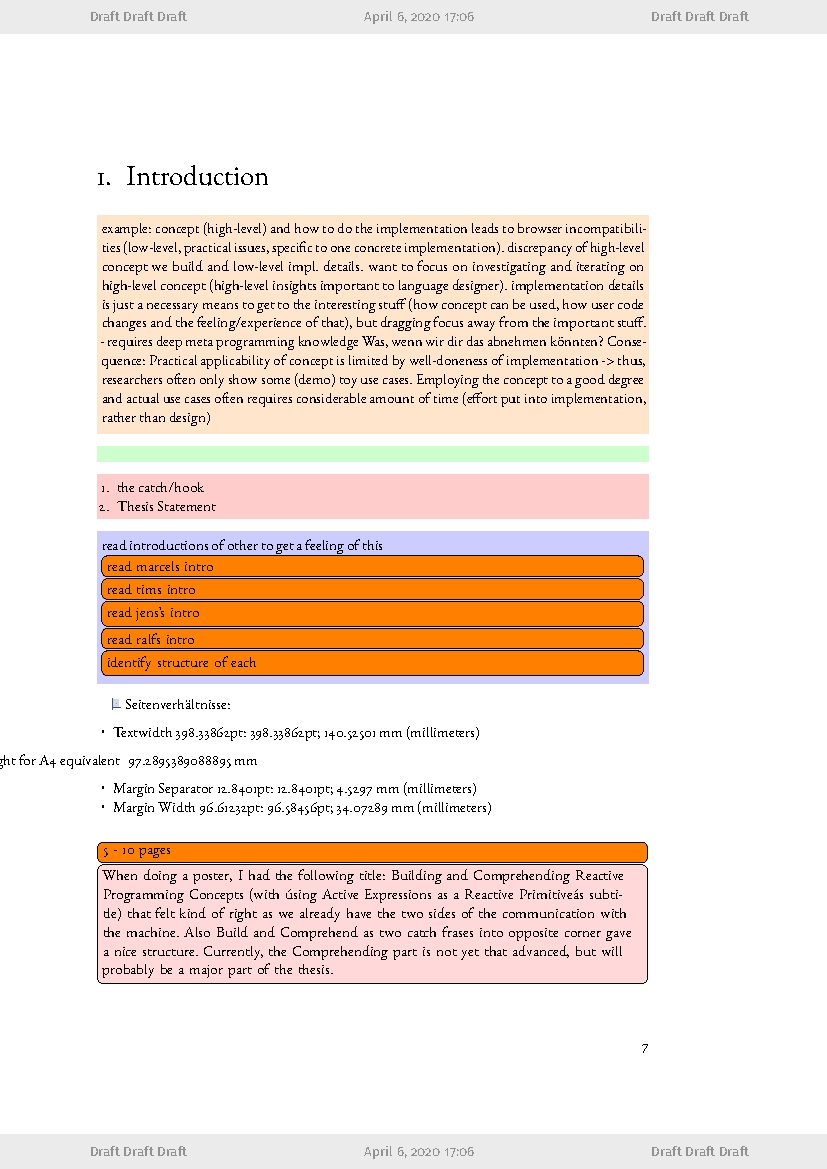 Draft Draft Draft April 6, 2020 17:06 Draft Draft Draft
1. Introduction
example: concept (high-level) and how to do the implementation leads to browser incompatibili-
ties (low-level, practical issues, specific to one concrete implementation). discrepancy of high-level
concept we build and low-level impl. details. want to focus on investigating and iterating on
high-level concept (high-level insights important to language designer). implementation details
is just a necessary means to get to the interesting stuff (how concept can be used, how user code
changes and the feeling/experience of that), but dragging focus away from the important stuff.
- requires deep meta programming knowledge Was, wenn wir dir das abnehmen könnten? Conse-
quence: Practical applicability of concept is limited by well-doneness of implementation -> thus,
researchers often only show some (demo) toy use cases. Employing the concept to a good degree
and actual use cases often requires considerable amount of time (effort put into implementation,
rather than design)
1. the catch/hook
2. Thesis Statement
read introductions of other to get a feeling of this
read marcels intro
read tims intro
read jens's intro
read ralfs intro
identify structure of each
Seitenverhältnisse:
• Textwidth 398.33862pt: 398.33862pt; 140.52501 mm (millimeters)
ght for A4 equivalent 97.2895389088895 mm
• Margin Separator 12.8401pt: 12.8401pt; 4.5297 mm (millimeters)
• Margin Width 96.61232pt: 96.58456pt; 34.07289 mm (millimeters)
5 - 10 pages
When doing a poster, I had the following title: Building and Comprehending Reactive
Programming Concepts (with úsing Active Expressions as a Reactive Primitiveás subti-
tle) that felt kind of right as we already have the two sides of the communication with
the machine. Also Build and Comprehend as two catch frases into opposite corner gave
a nice structure. Currently, the Comprehending part is not yet that advanced, but will
probably be a major part of the thesis.
7
Draft Draft Draft April 6, 2020 17:06 Draft Draft Draft